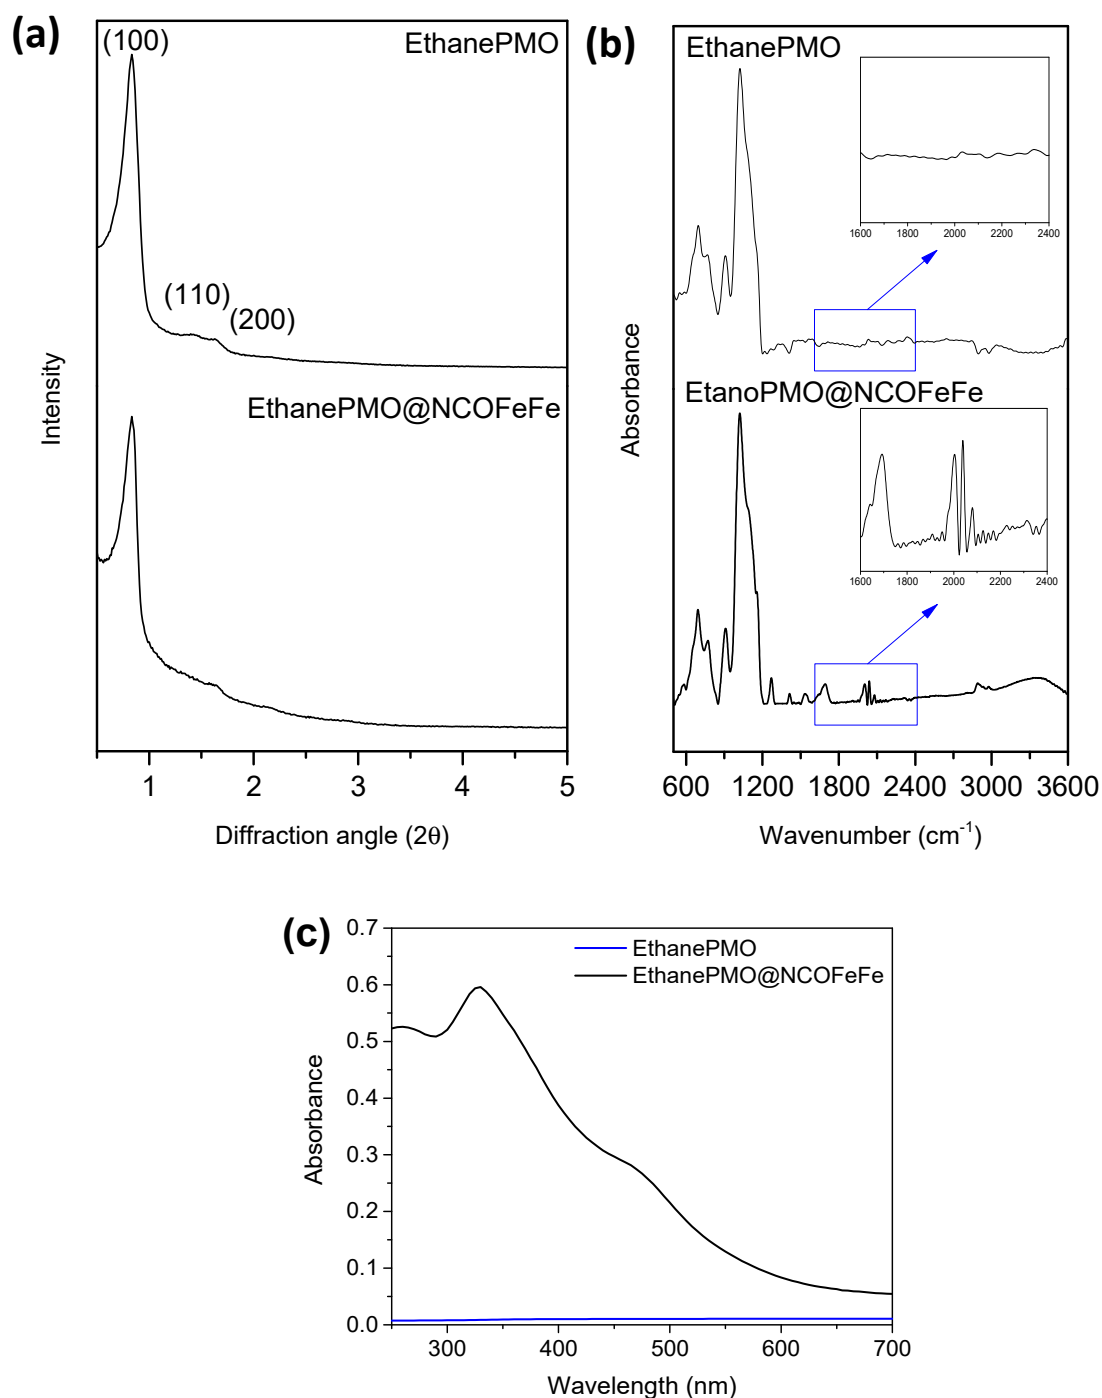 (a)
(100)
EthanePMO
(110)
(200)
EthanePMO@NCOFeFe
Intensity
1 2 3 4 5
Diffraction angle (2θ)
(b)
EthanePMO
1600 1800 2000 2200 2400
EtanoPMO@NCOFeFe
1600 1800 2000 2200 2400
Absorbance
600 1200 1800 2400 3000 3600
Wavenumber (cm⁻¹)
(c)
EthanePMO
EthanePMO@NCOFeFe
0.7
0.6
0.5
0.4
0.3
0.2
0.1
0.0
Absorbance
300 400 500 600 700
Wavelength (nm)